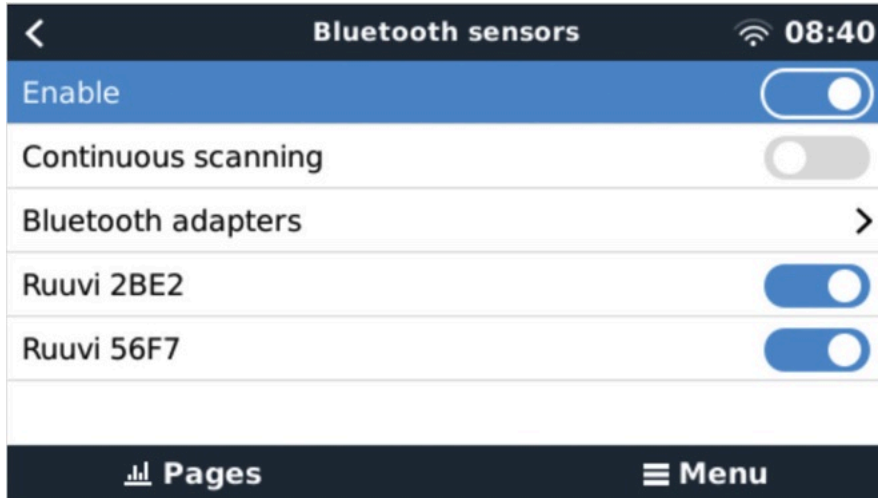 Bluetooth sensors 08:40
Enable
Continuous scanning
Bluetooth adapters
Ruuvi 2BE2
Ruuvi 56F7
Pages Menu